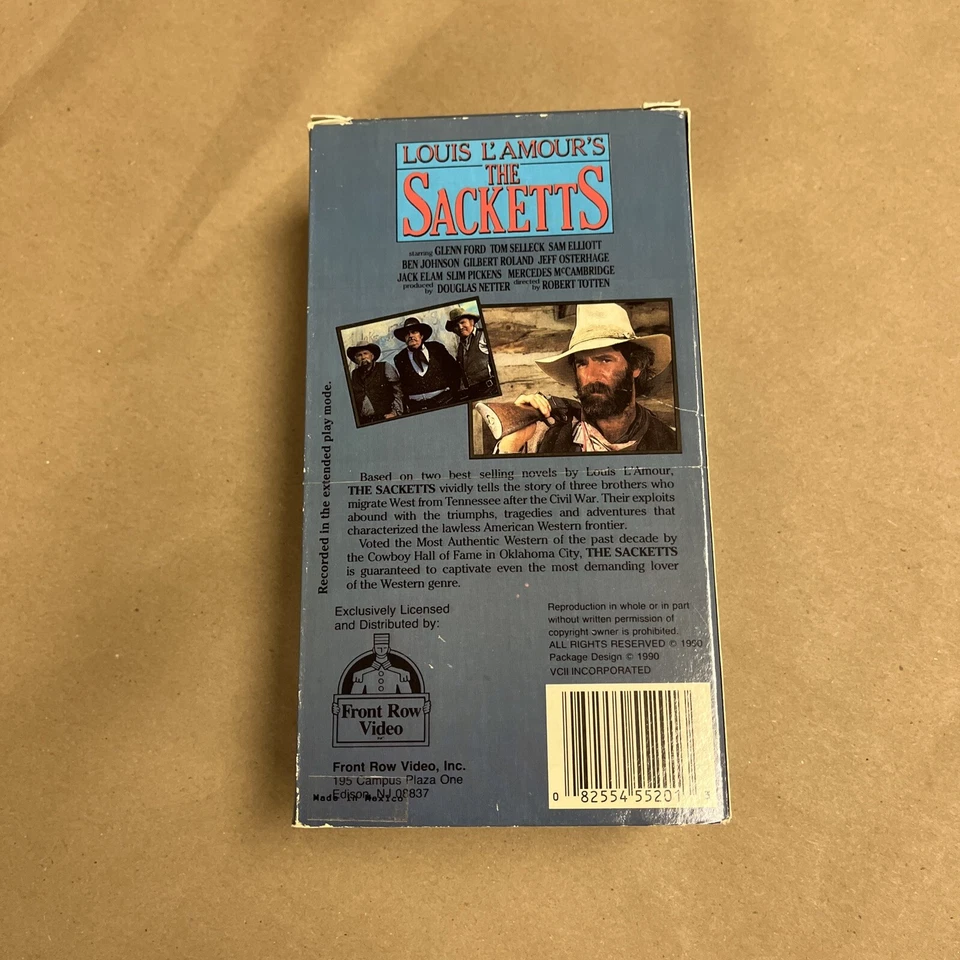 LOUIS L'AMOUR'S
THE
SACKETTS
starring GLENN FORD TOM SELLECK SAM ELLIOTT
BEN JOHNSON GILBERT ROLAND JEFF OSTERHAGE
JACK ELAM SLIM PICKENS MERCEDES McCAMBRIDGE
produced by DOUGLAS NETTER directed by ROBERT TOTTEN
Recorded in the extended play mode.
Based on two best selling novels by Louis L'Amour,
THE SACKETTS vividly tells the story of three brothers who
migrate West from Tennessee after the Civil War. Their exploits
abound with the triumphs, tragedies and adventures that
characterized the lawless American Western frontier.
Voted the Most Authentic Western of the past decade by
the Cowboy Hall of Fame in Oklahoma City, THE SACKETTS
is guaranteed to captivate even the most demanding lover
of the Western genre.
Exclusively Licensed
and Distributed by:
Front Row
Video
Front Row Video, Inc.
195 Campus Plaza One
Edison, NJ 08837
Made in Mexico
Reproduction in whole or in part
without written permission of
copyright owner is prohibited.
ALL RIGHTS RESERVED © 1990
Package Design © 1990
VCII INCORPORATED
0 82554 5520